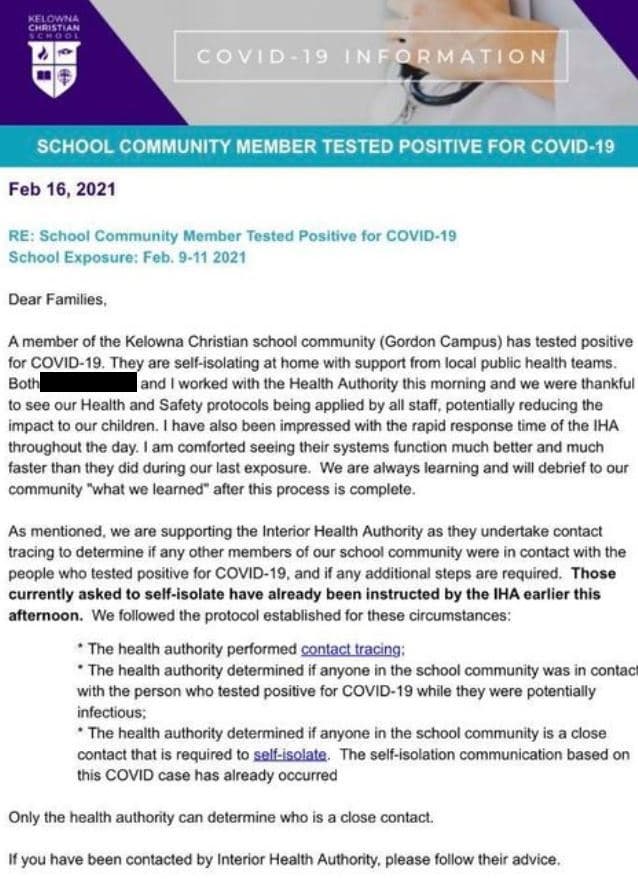 KELOWNA
CHRISTIAN
SCHOOL
COVID-19 INFORMATION
SCHOOL COMMUNITY MEMBER TESTED POSITIVE FOR COVID-19
Feb 16, 2021
RE: School Community Member Tested Positive for COVID-19
School Exposure: Feb. 9-11 2021
Dear Families,
A member of the Kelowna Christian school community (Gordon Campus) has tested positive
for COVID-19. They are self-isolating at home with support from local public health teams.
Both and I worked with the Health Authority this morning and we were thankful
to see our Health and Safety protocols being applied by all staff, potentially reducing the
impact to our children. I have also been impressed with the rapid response time of the IHA
throughout the day. I am comforted seeing their systems function much better and much
faster than they did during our last exposure. We are always learning and will debrief to our
community "what we learned" after this process is complete.
As mentioned, we are supporting the Interior Health Authority as they undertake contact
tracing to determine if any other members of our school community were in contact with the
people who tested positive for COVID-19, and if any additional steps are required. Those
currently asked to self-isolate have already been instructed by the IHA earlier this
afternoon. We followed the protocol established for these circumstances:
* The health authority performed contact tracing;
* The health authority determined if anyone in the school community was in contact
with the person who tested positive for COVID-19 while they were potentially
infectious;
* The health authority determined if anyone in the school community is a close
contact that is required to self-isolate. The self-isolation communication based on
this COVID case has already occurred
Only the health authority can determine who is a close contact.
If you have been contacted by Interior Health Authority, please follow their advice.